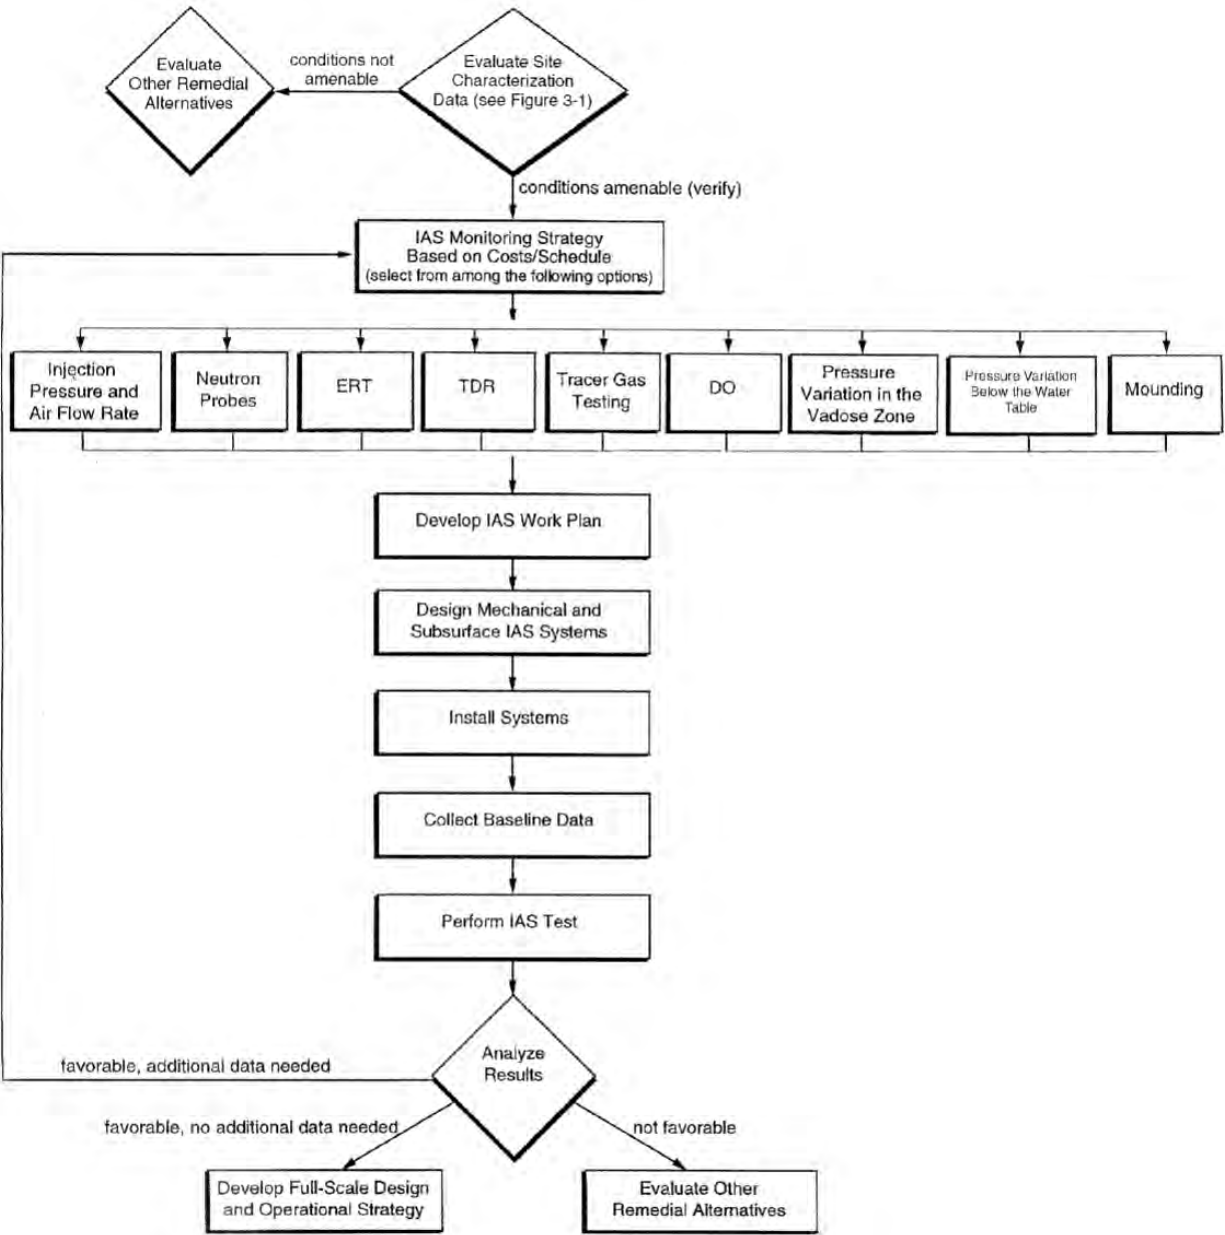 Evaluate
Other Remedial
Alternatives
conditions not
amenable
Evaluate Site
Characterization
Data (see Figure 3-1)
conditions amenable (verify)
IAS Monitoring Strategy
Based on Costs/Schedule
(select from among the following options)
Injection
Pressure and
Air Flow Rate
Neutron
Probes
ERT
TDR
Tracer Gas
Testing
DO
Pressure
Variation in the
Vadose Zone
Pressure Variation
Below the Water
Table
Mounding
Develop IAS Work Plan
Design Mechanical and
Subsurface IAS Systems
Install Systems
Collect Baseline Data
Perform IAS Test
Analyze
Results
favorable, additional data needed
favorable, no additional data needed
not favorable
Develop Full-Scale Design
and Operational Strategy
Evaluate Other
Remedial Alternatives